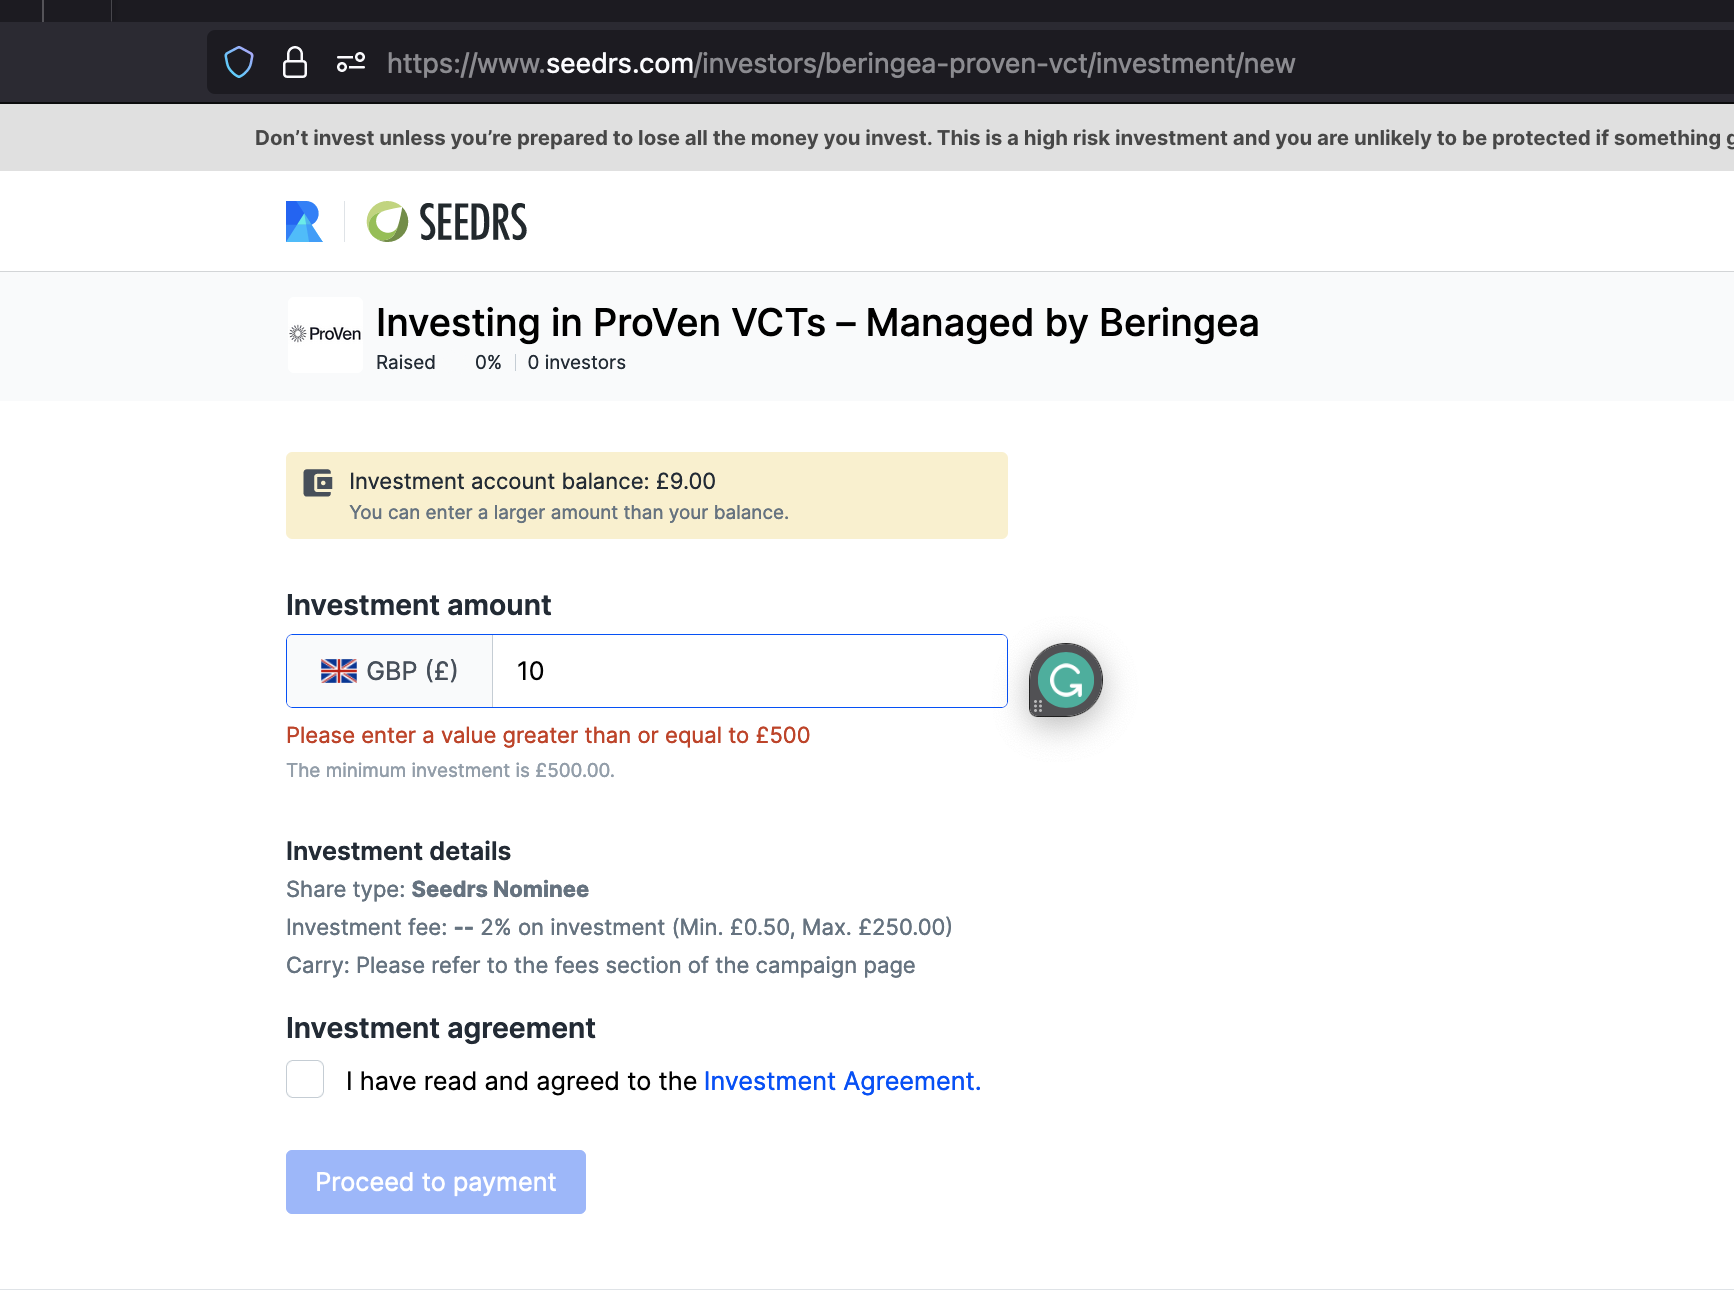 https://www.seedrs.com/investors/beringea-proven-vct/investment/new
Don’t invest unless you’re prepared to lose all the money you invest. This is a high risk investment and you are unlikely to be protected if something
SEEDRS
ProVen
Investing in ProVen VCTs – Managed by Beringea
Raised 0% 0 investors
Investment account balance: £9.00
You can enter a larger amount than your balance.
Investment amount
GBP (£) 10
Please enter a value greater than or equal to £500
The minimum investment is £500.00.
Investment details
Share type: Seedrs Nominee
Investment fee: -- 2% on investment (Min. £0.50, Max. £250.00)
Carry: Please refer to the fees section of the campaign page
Investment agreement
I have read and agreed to the Investment Agreement.
Proceed to payment